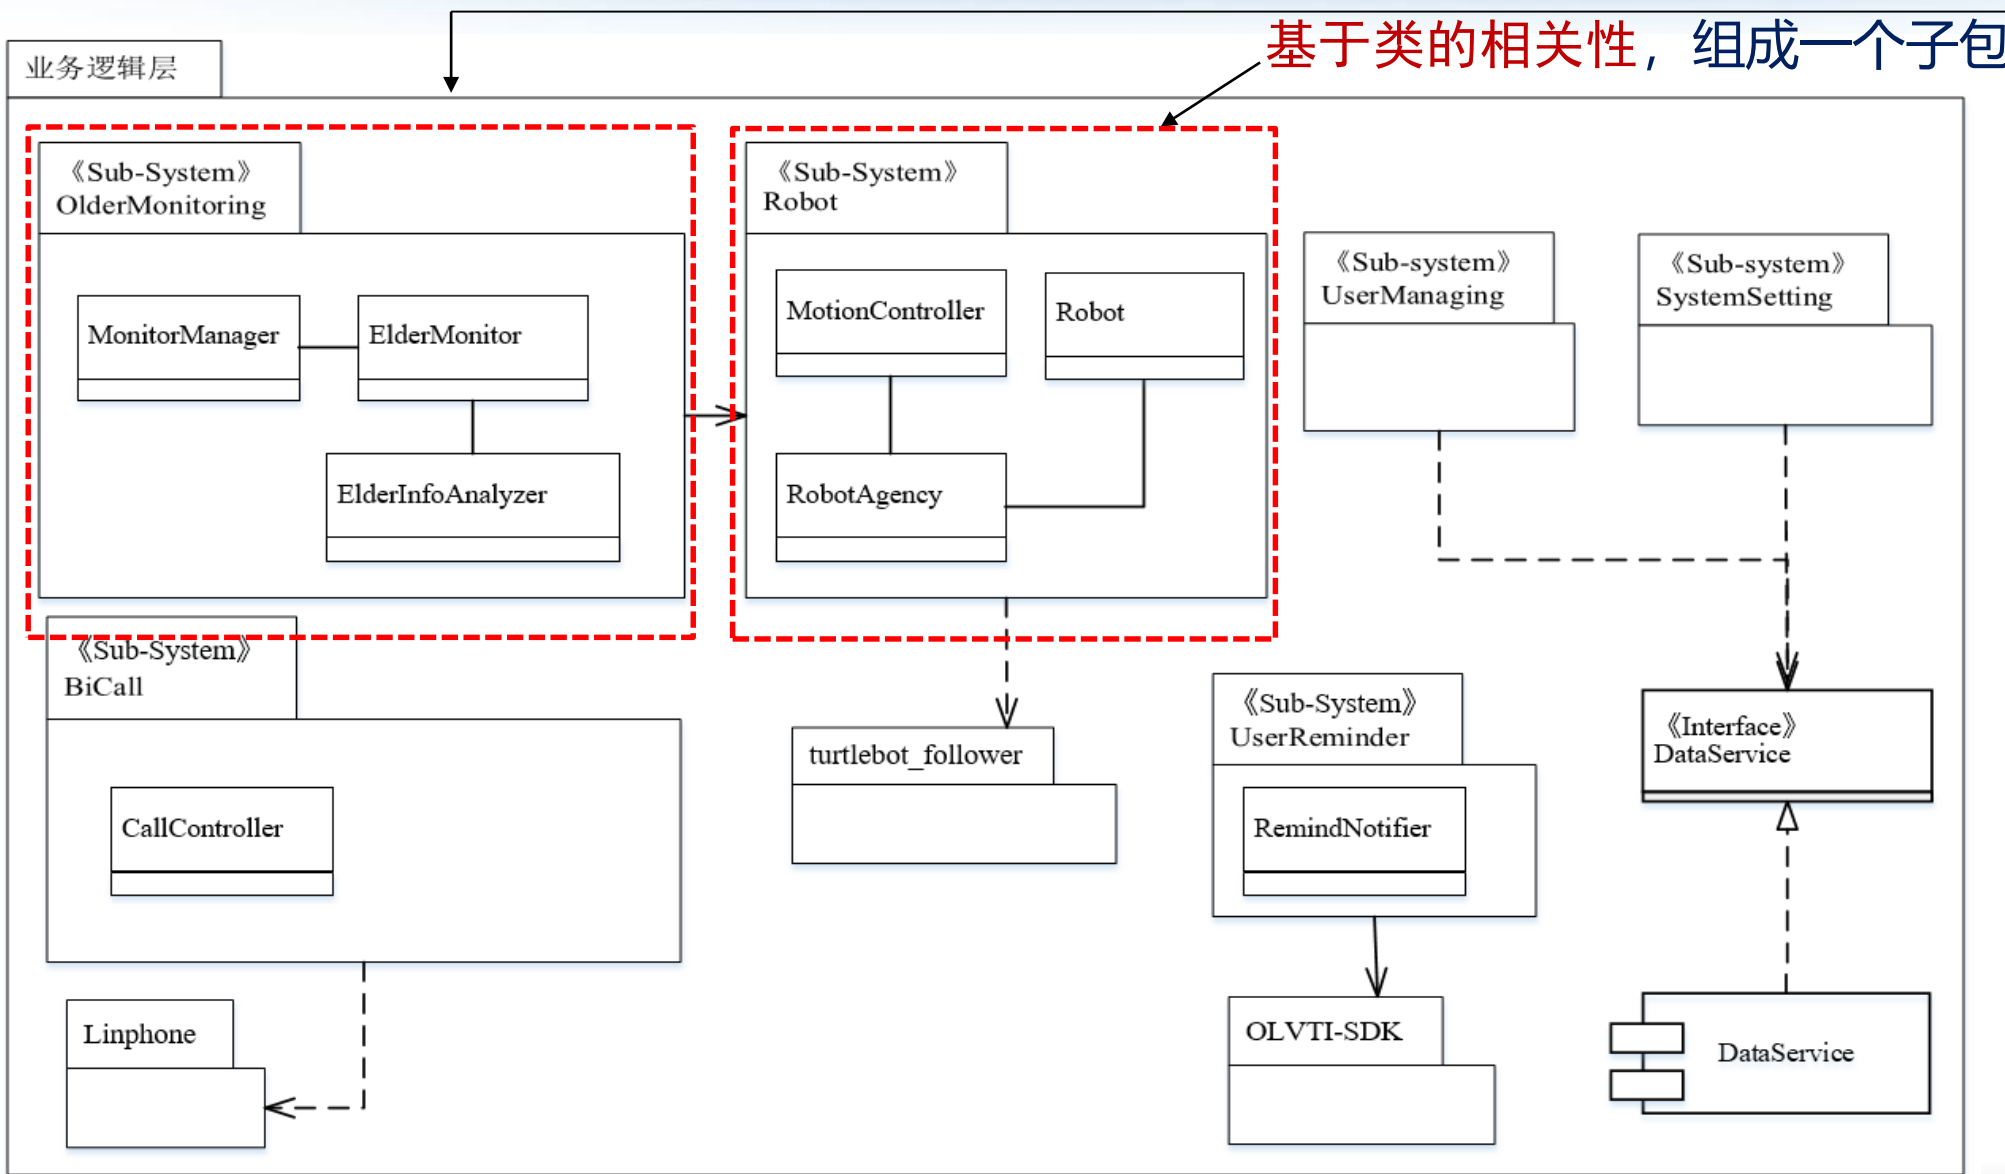 基于类的相关性，组成一个子包
业务逻辑层
《Sub-System》
OlderMonitoring
MonitorManager
ElderMonitor
ElderInfoAnalyzer
《Sub-System》
Robot
MotionController
Robot
RobotAgency
《Sub-system》
UserManaging
《Sub-system》
SystemSetting
《Sub-System》
BiCall
CallController
turtlebot_follower
《Sub-System》
UserReminder
RemindNotifier
《Interface》
DataService
Linphone
OLVTI-SDK
DataService